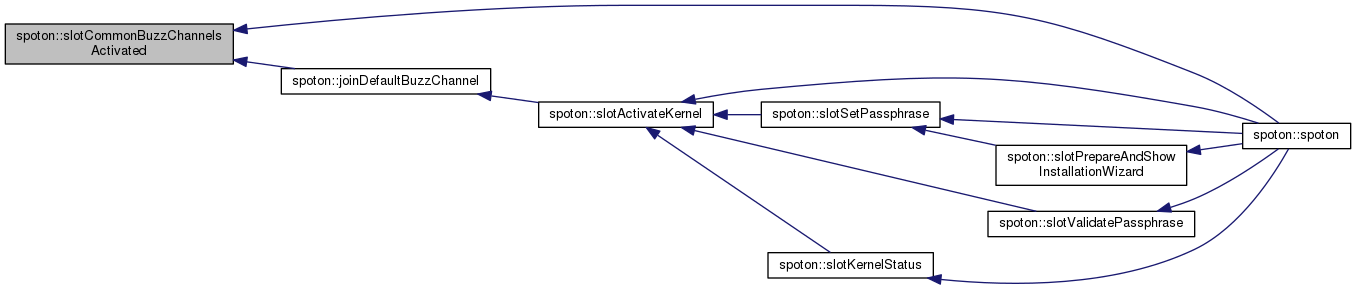 spoton::slotCommonBuzzChannels
Activated
spoton::joinDefaultBuzzChannel
spoton::slotActivateKernel
spoton::slotSetPassphrase
spoton::spoton
spoton::slotPrepareAndShow
InstallationWizard
spoton::slotValidatePassphrase
spoton::slotKernelStatus